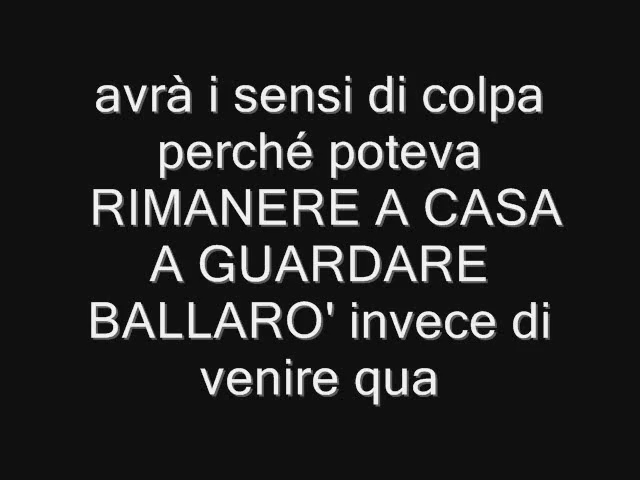 avrà i sensi di colpa
perché poteva
RIMANERE A CASA
A GUARDARE
BALLARO' invece di
venire qua